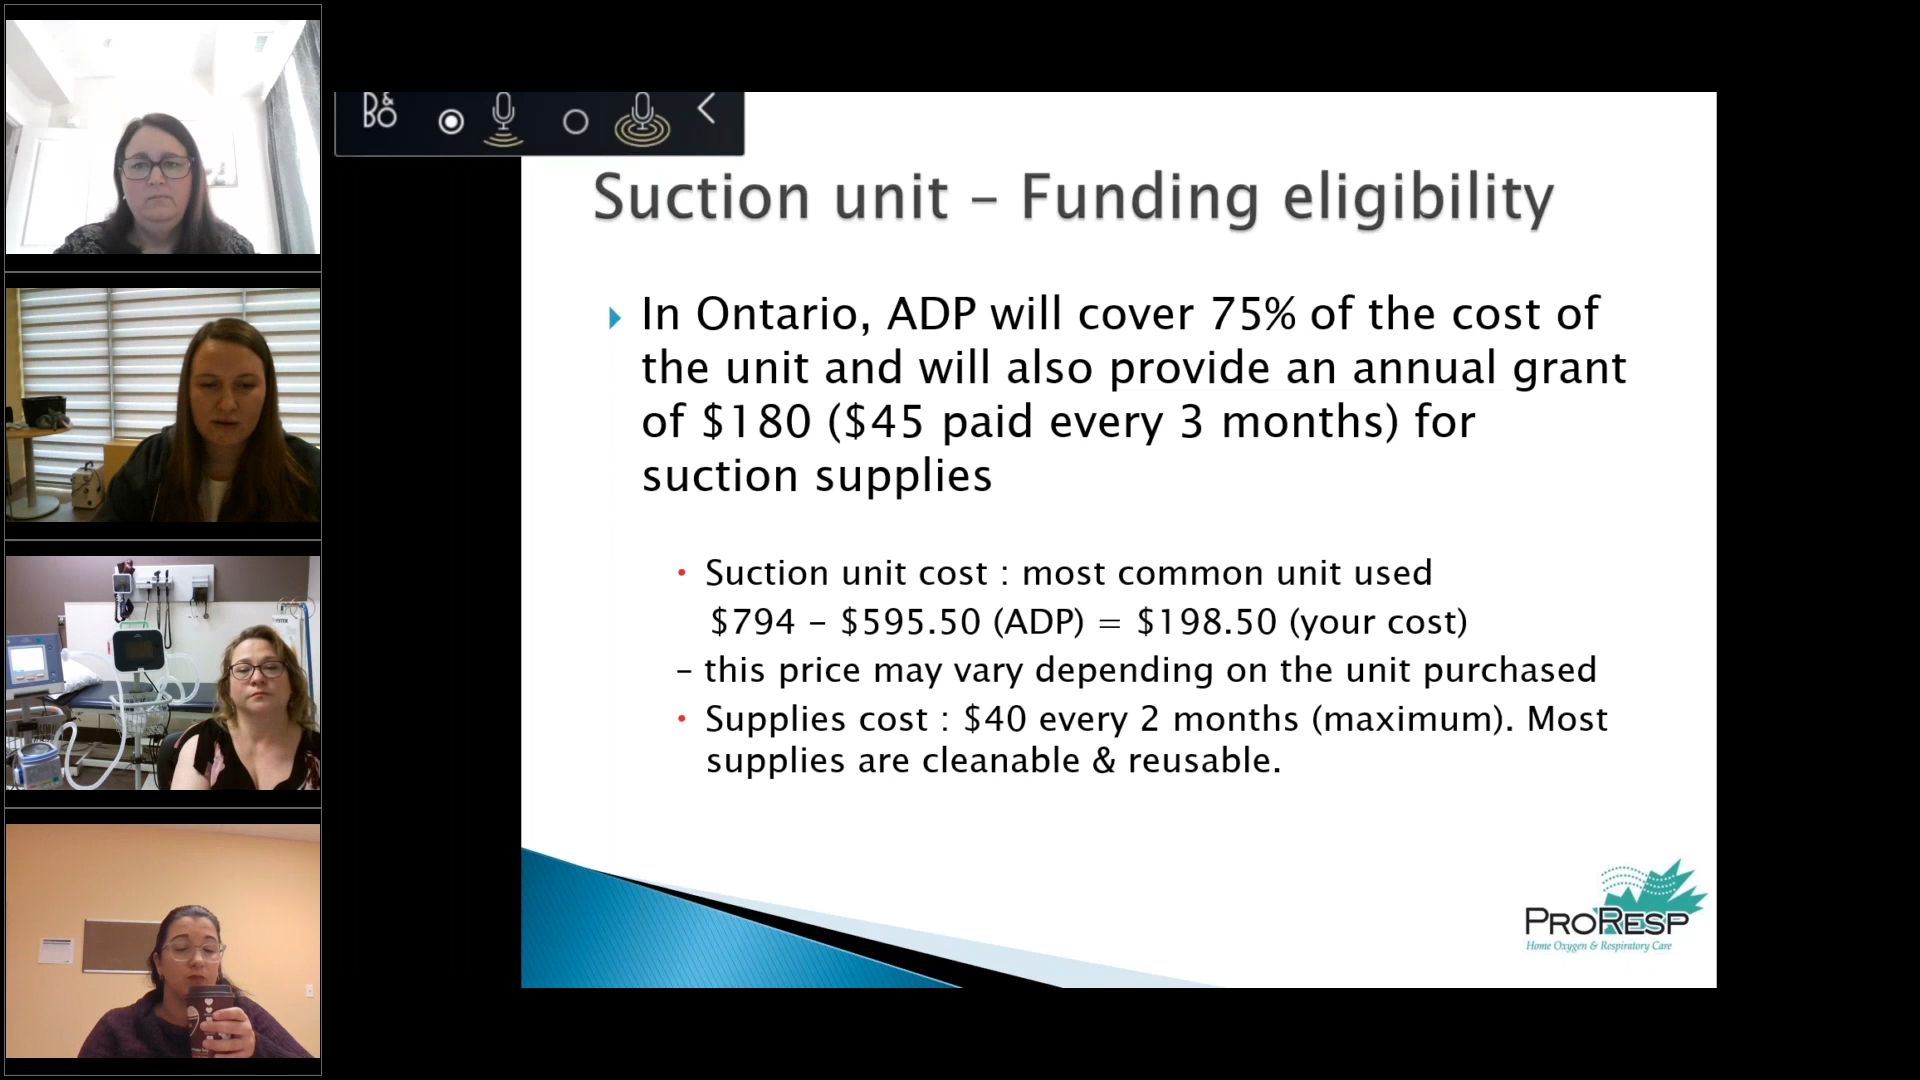 B&O
Suction unit – Funding eligibility
In Ontario, ADP will cover 75% of the cost of
the unit and will also provide an annual grant
of $180 ($45 paid every 3 months) for
suction supplies
• Suction unit cost : most common unit used
$794 – $595.50 (ADP) = $198.50 (your cost)
– this price may vary depending on the unit purchased
• Supplies cost : $40 every 2 months (maximum). Most
supplies are cleanable & reusable.
PRORESP
Home Oxygen & Respiratory Care